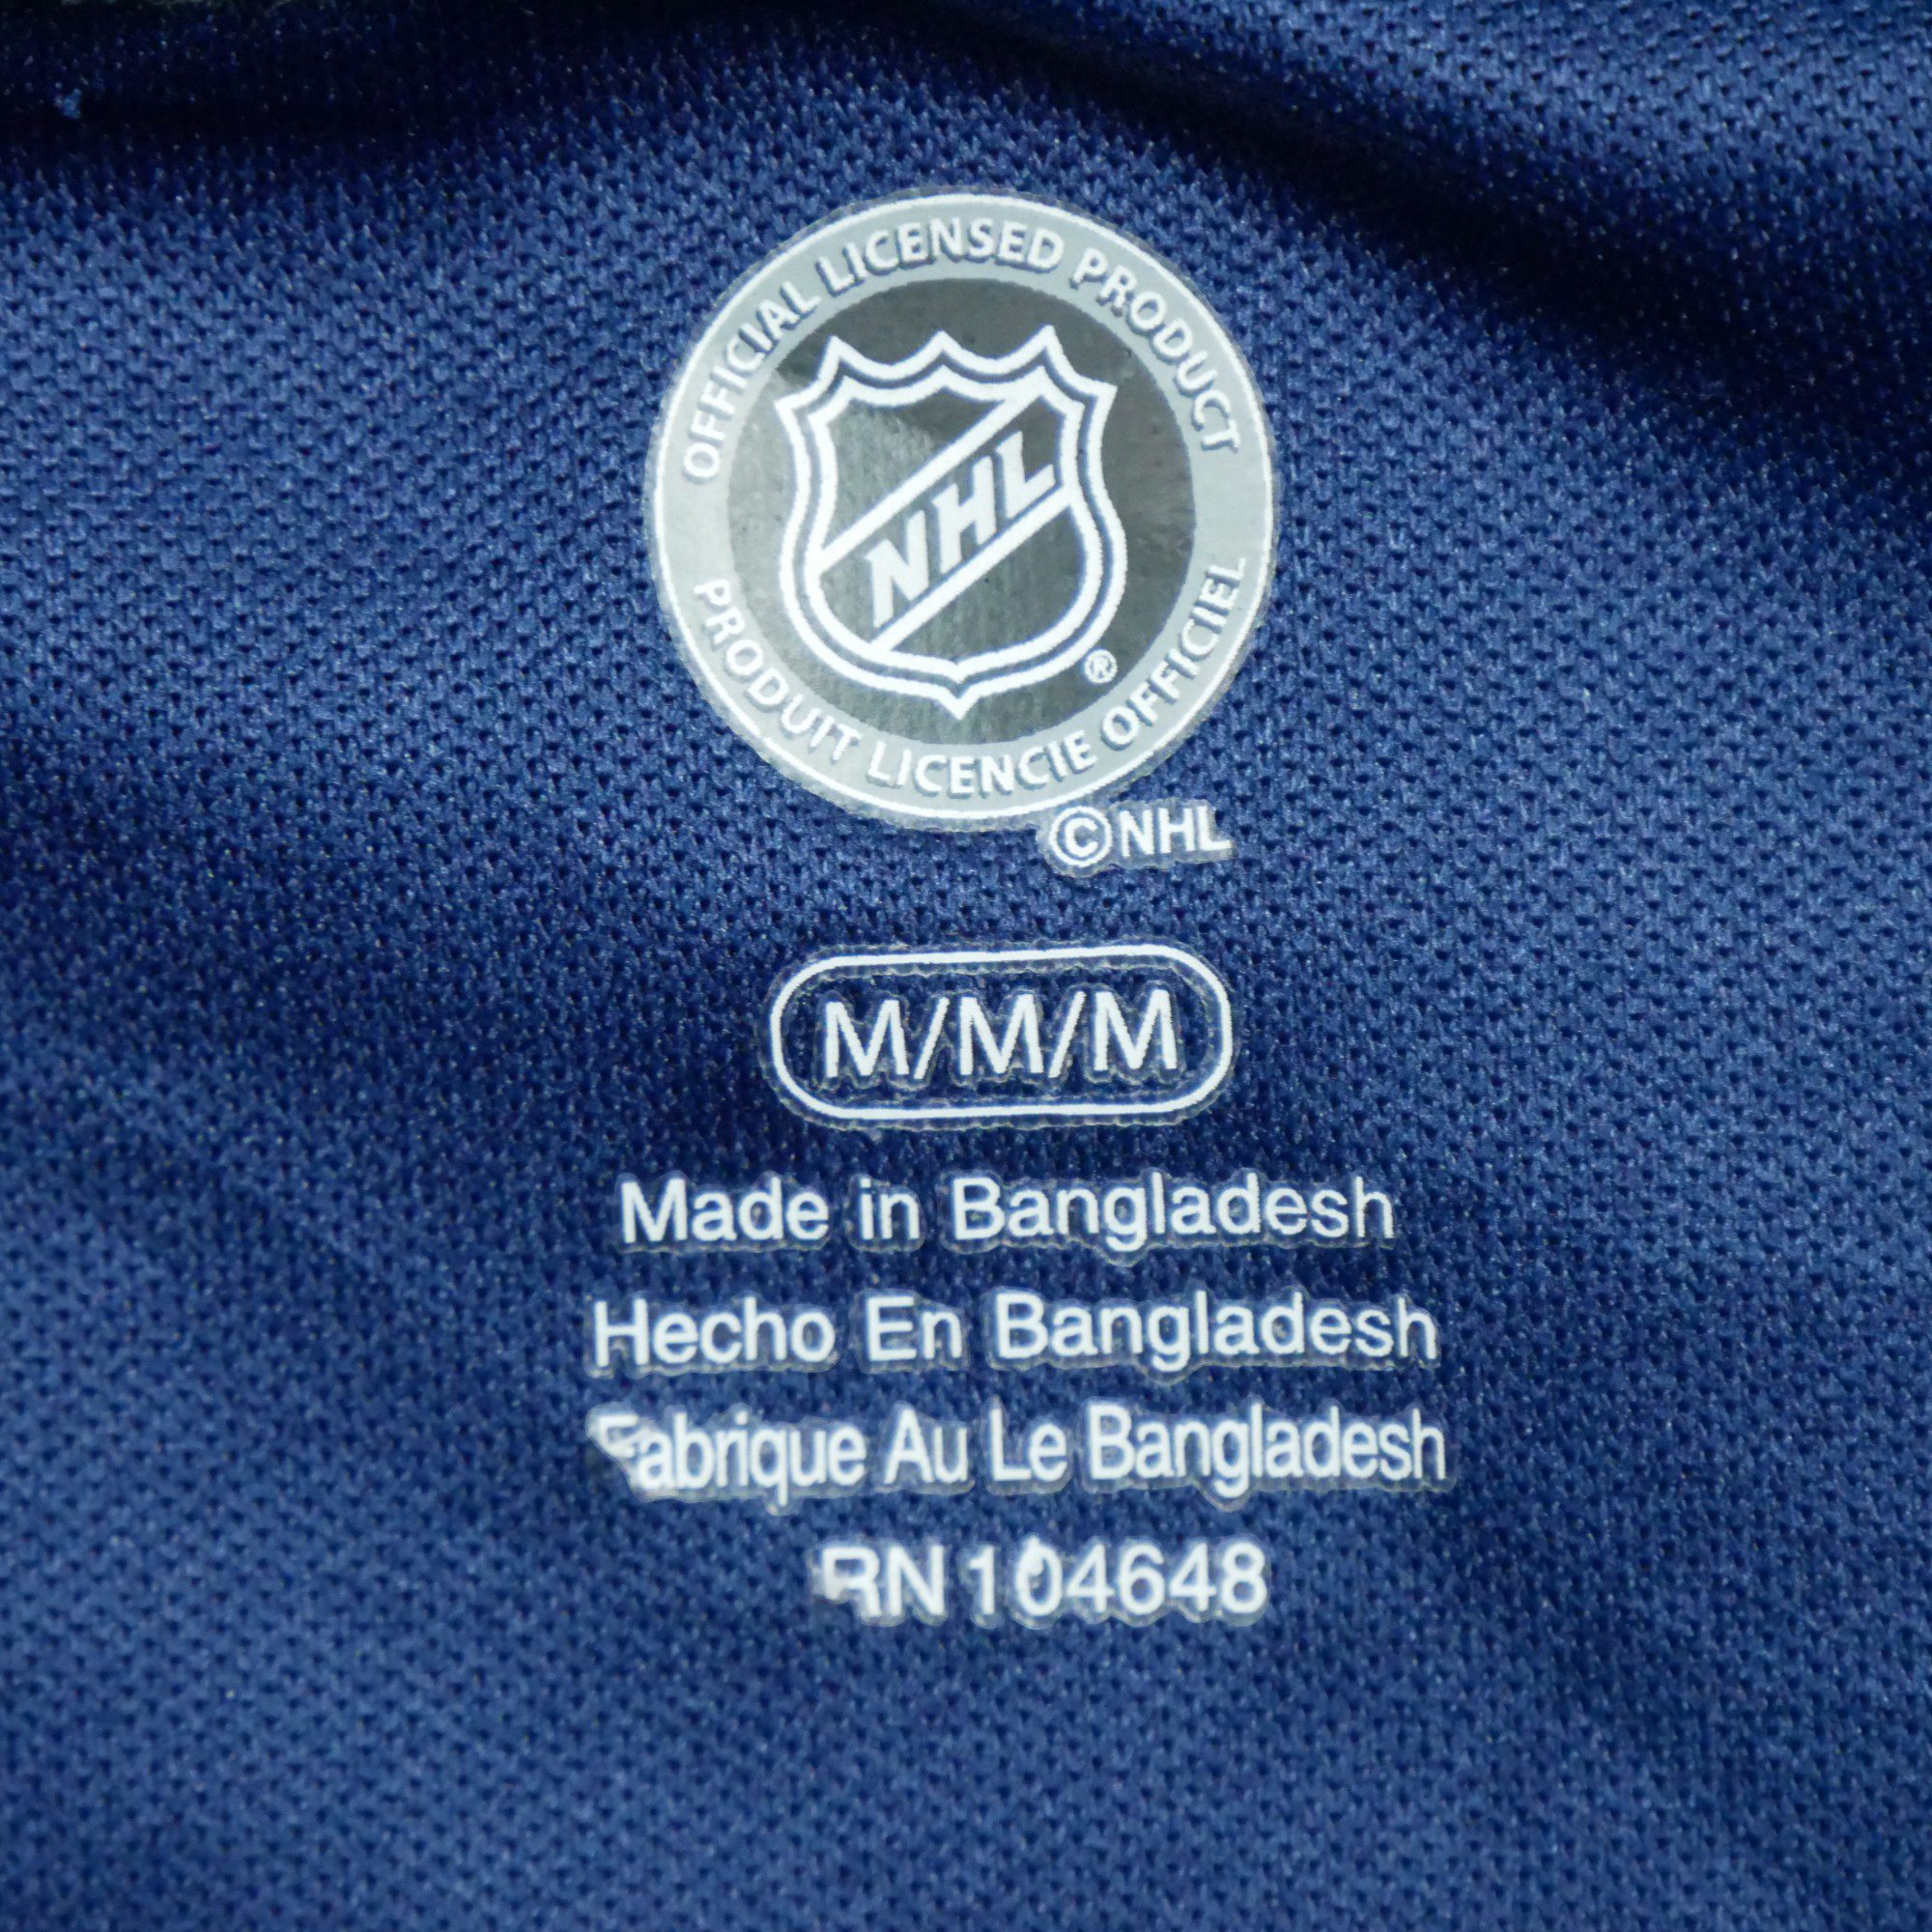 OFFICIAL LICENSED PRODUCT
NHL
®
PRODUIT LICENCIE OFFICIEL
©NHL
M/M/M
Made in Bangladesh
Hecho En Bangladesh
Fabrique Au Le Bangladesh
RN 104648